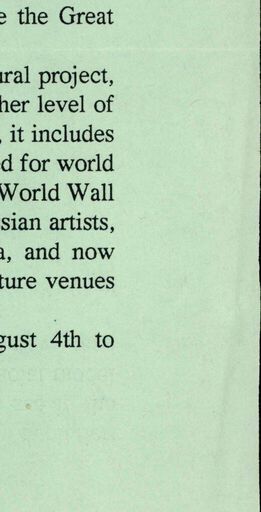 e the Great
ural project,
her level of
, it includes
ed for world
World Wall
sian artists,
a, and now
ture venues
gust 4th to